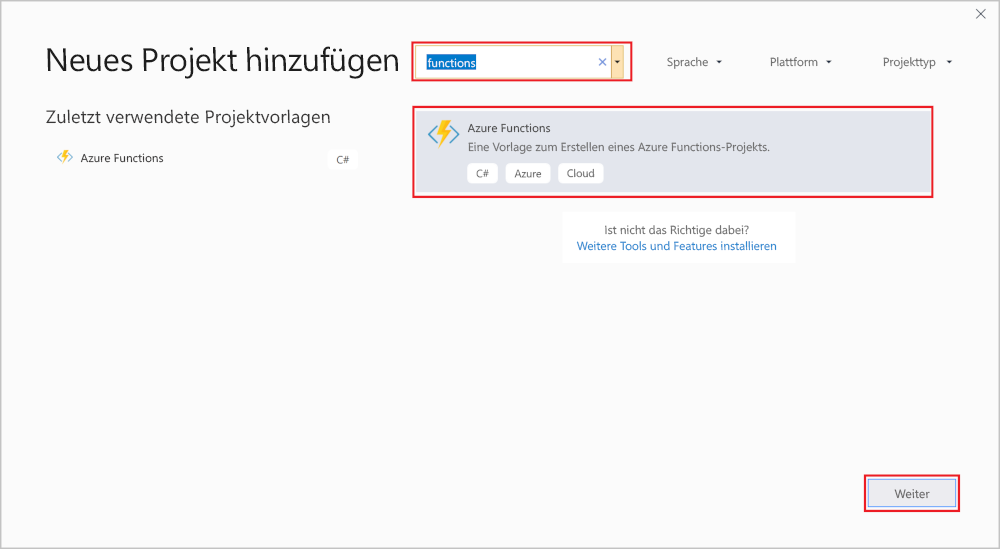 Neues Projekt hinzufügen
functions
Sprache
Plattform
Projekttyp
Zuletzt verwendete Projektvorlagen
Azure Functions
C#
Azure Functions
Eine Vorlage zum Erstellen eines Azure Functions-Projekts.
C# Azure Cloud
Ist nicht das Richtige dabei?
Weitere Tools und Features installieren
Weiter